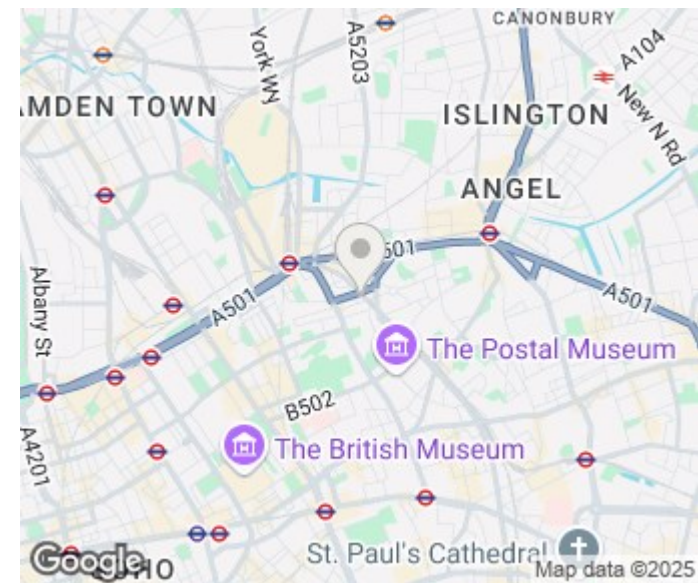 CANONBURY
A5203
York Wy
A104
AMDEN TOWN
ISLINGTON
New N Rd
ANGEL
501
A501
A501
Albany St
The Postal Museum
B502
A4201
The British Museum
St. Paul's Cathedral
Google
OHO
Map data ©2025